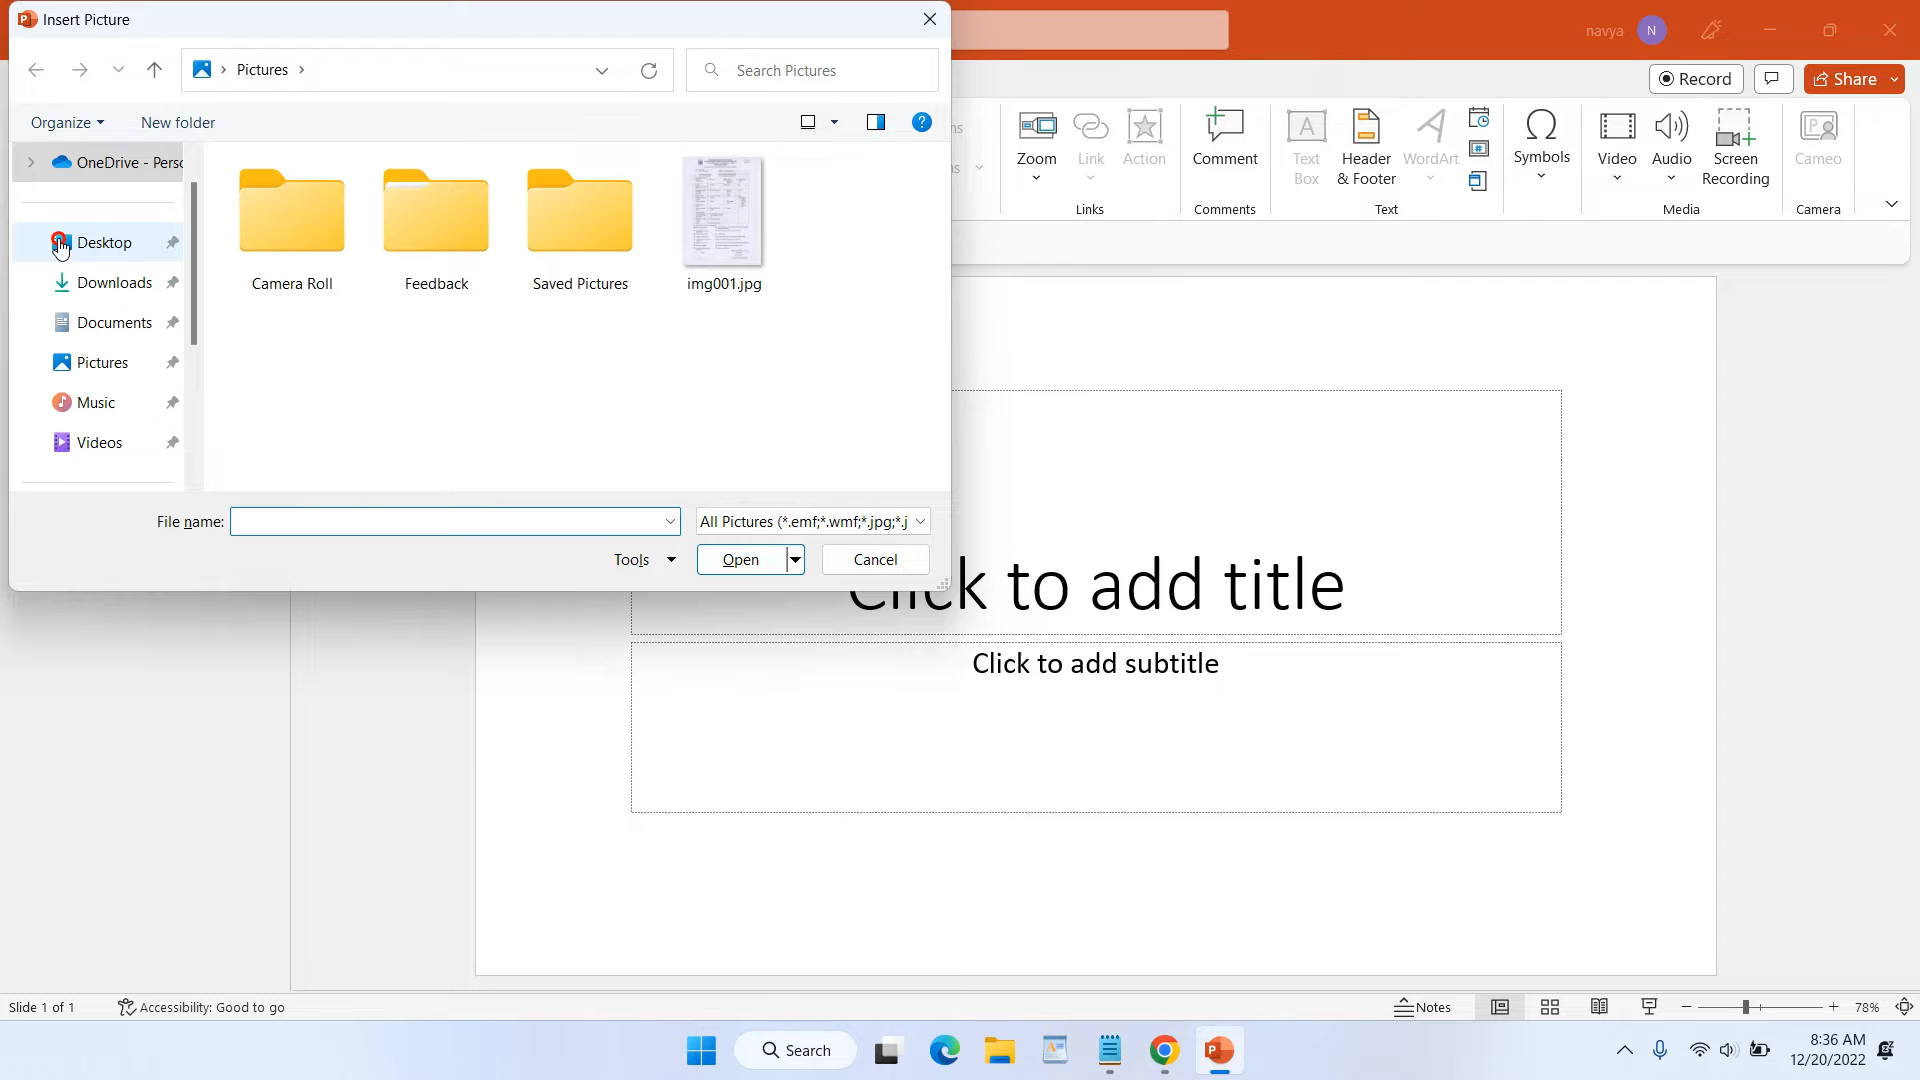 Insert Picture
navya N
Pictures
Search Pictures
Record
Share
Organize
New folder
OneDrive - Perso
Desktop
Downloads
Documents
Pictures
Music
Videos
Camera Roll
Feedback
Saved Pictures
img001.jpg
File name:
All Pictures (*.emf;*.wmf;*.jpg;*.j
Tools
Open
Cancel
Zoom
Link
Action
Comment
Text Box
Header & Footer
WordArt
Symbols
Video
Audio
Screen Recording
Cameo
Links
Comments
Text
Media
Camera
Click to add title
Click to add subtitle
Slide 1 of 1
Accessibility: Good to go
Notes
78%
Search
8:36 AM
12/20/2022